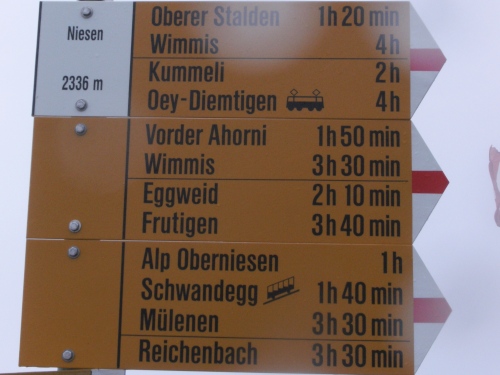 Niesen
2336 m
Oberer Stalden 1h 20 min
Wimmis 4h
Kummeli 2h
Oey-Diemtigen 4h
Vorder Ahorni 1h 50 min
Wimmis 3h 30 min
Eggweid 2h 10 min
Frutigen 3h 40 min
Alp Oberniesen 1h
Schwandegg 1h 40 min
Mülenen 3h 30 min
Reichenbach 3h 30 min